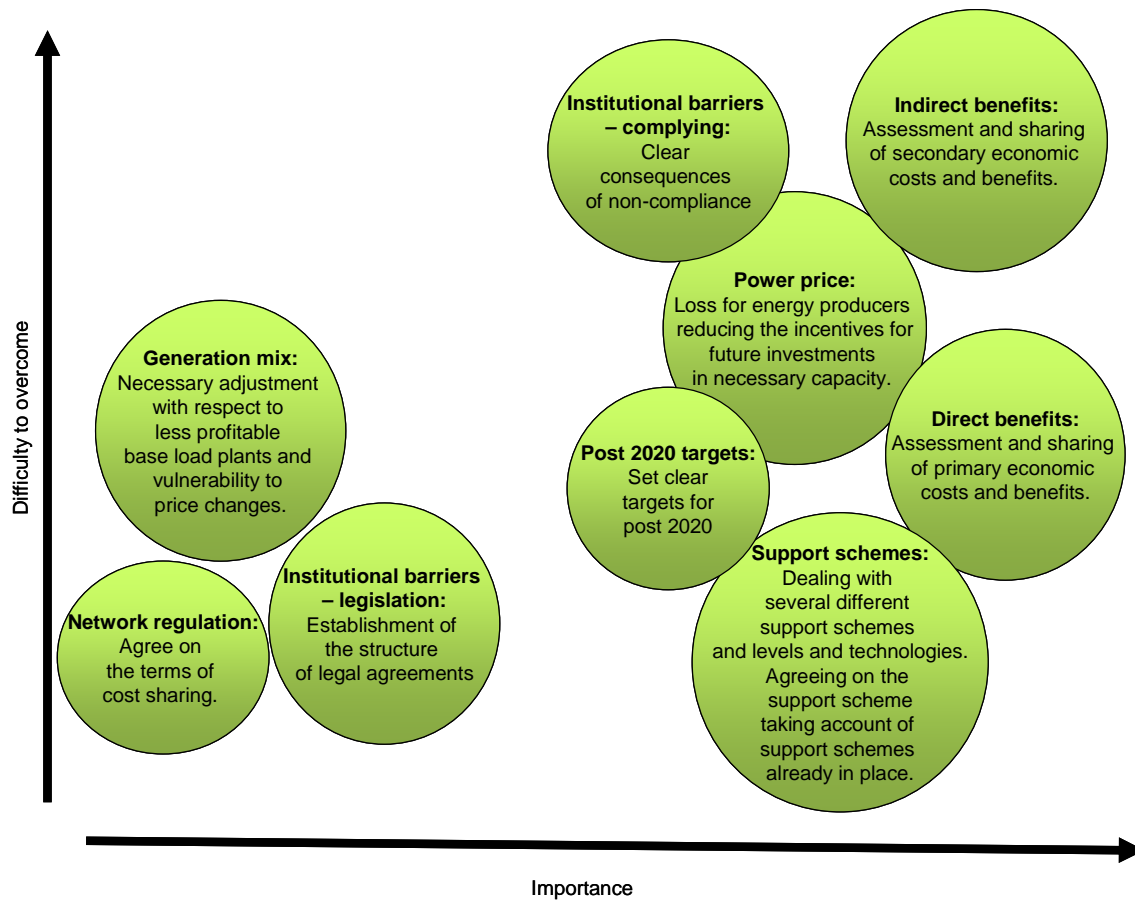 Difficulty to overcome
Institutional barriers
– complying:
Clear
consequences
of non-compliance
Indirect benefits:
Assessment and sharing
of secondary economic
costs and benefits.
Power price:
Loss for energy producers
reducing the incentives for
future investments
in necessary capacity.
Generation mix:
Necessary adjustment
with respect to
less profitable
base load plants and
vulnerability to
price changes.
Post 2020 targets:
Set clear
targets for
post 2020
Direct benefits:
Assessment and sharing
of primary economic
costs and benefits.
Network regulation:
Agree on
the terms of
cost sharing.
Institutional barriers
– legislation:
Establishment of
the structure
of legal agreements
Support schemes:
Dealing with
several different
support schemes
and levels and technologies.
Agreeing on the
support scheme
taking account of
support schemes
already in place.
Importance